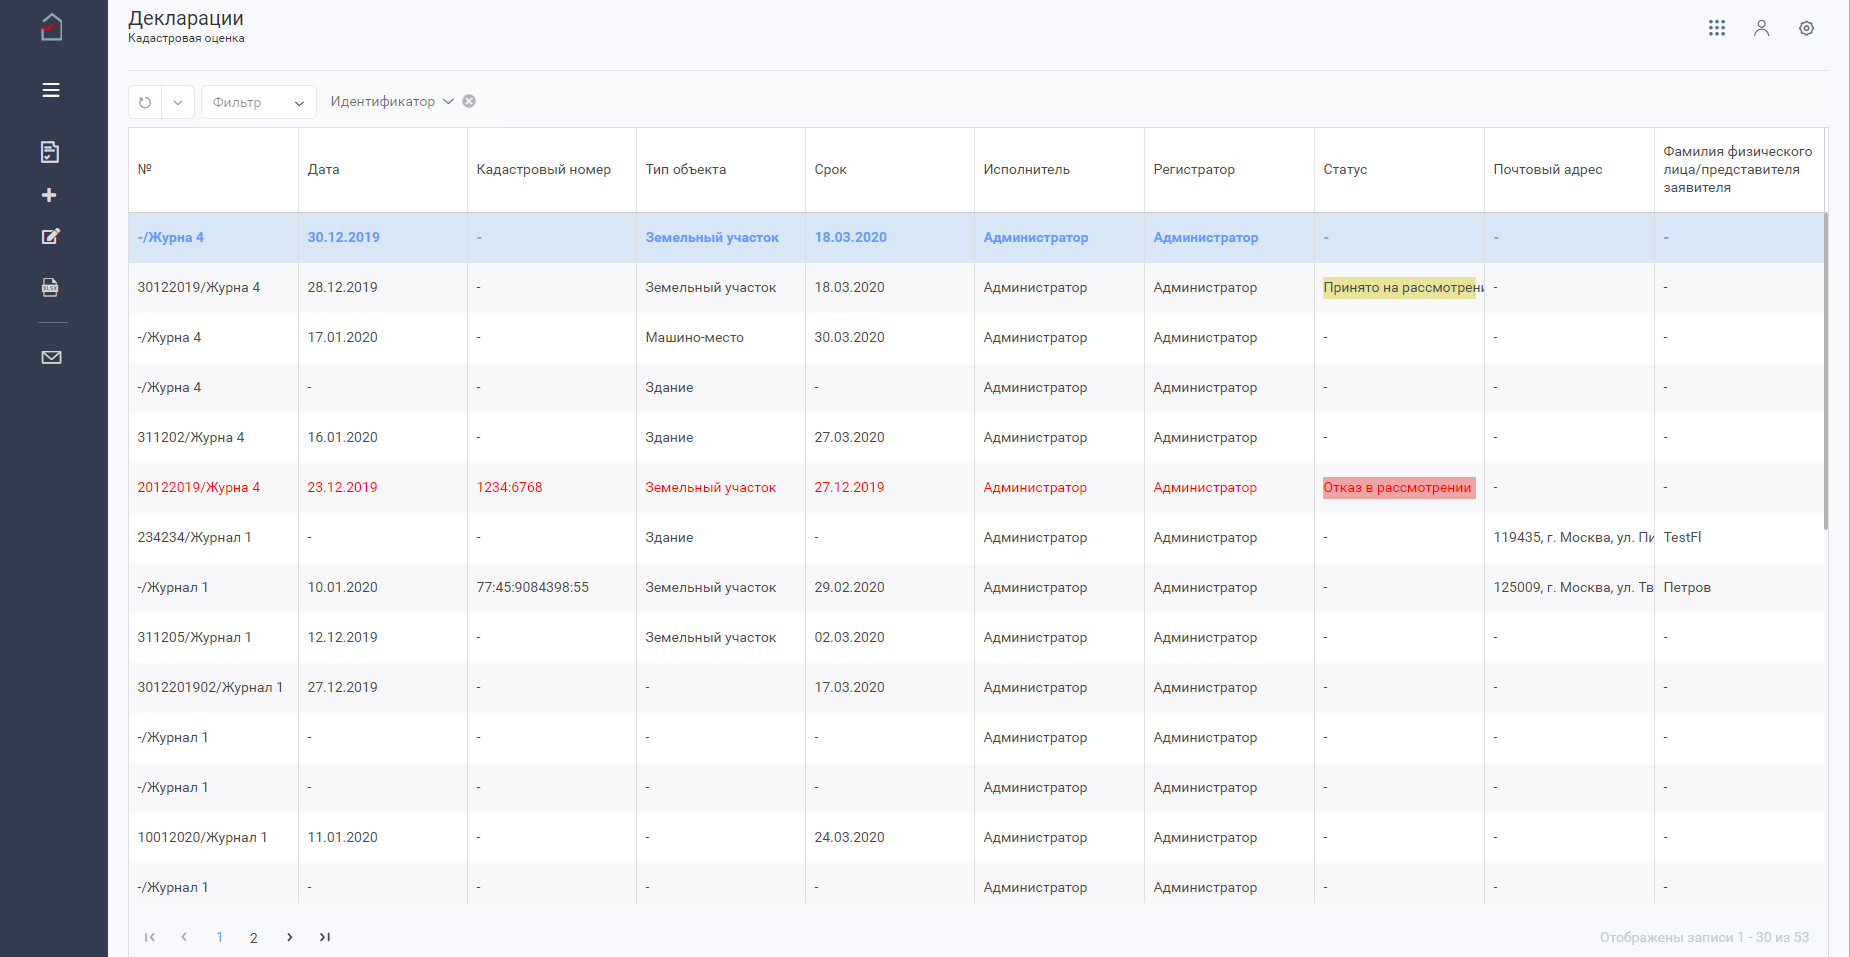 Декларации
Кадастровая оценка
Фильтр Идентификатор
№ Дата Кадастровый номер Тип объекта Срок Исполнитель Регистратор Статус Почтовый адрес Фамилия физического лица/представителя заявителя
-/Журна 4 30.12.2019 - Земельный участок 18.03.2020 Администратор Администратор - - -
30122019/Журна 4 28.12.2019 - Земельный участок 18.03.2020 Администратор Администратор Принято на рассмотрени - -
-/Журна 4 17.01.2020 - Машино-место 30.03.2020 Администратор Администратор - - -
-/Журна 4 - - Здание - Администратор Администратор - - -
311202/Журна 4 16.01.2020 - Здание 27.03.2020 Администратор Администратор - - -
20122019/Журна 4 23.12.2019 1234:6768 Земельный участок 27.12.2019 Администратор Администратор Отказ в рассмотрении - -
234234/Журнал 1 - - Здание - Администратор Администратор - 119435, г. Москва, ул. Пи TestFl
-/Журнал 1 10.01.2020 77:45:9084398:55 Земельный участок 29.02.2020 Администратор Администратор - 125009, г. Москва, ул. Тв Петров
311205/Журнал 1 12.12.2019 - Земельный участок 02.03.2020 Администратор Администратор - - -
3012201902/Журнал 1 27.12.2019 - - 17.03.2020 Администратор Администратор - - -
-/Журнал 1 - - - - Администратор Администратор - - -
-/Журнал 1 - - - - Администратор Администратор - - -
10012020/Журнал 1 11.01.2020 - - 24.03.2020 Администратор Администратор - - -
-/Журнал 1 - - - - Администратор Администратор - - -
1 2 Отображены записи 1 - 30 из 53
XLSX